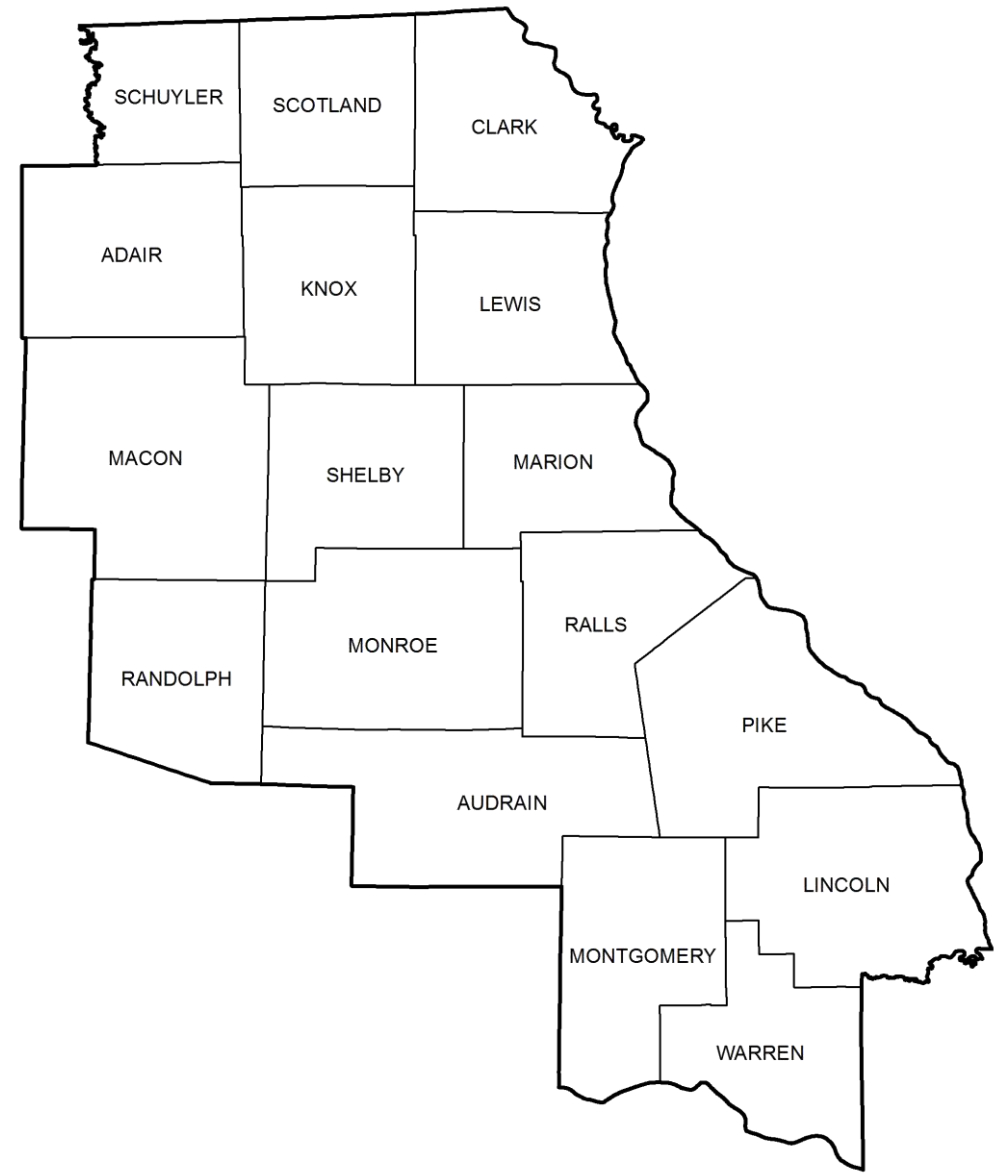 SCHUYLER
SCOTLAND
CLARK
ADAIR
KNOX
LEWIS
MACON
SHELBY
MARION
RANDOLPH
MONROE
RALLS
PIKE
AUDRAIN
LINCOLN
MONTGOMERY
WARREN